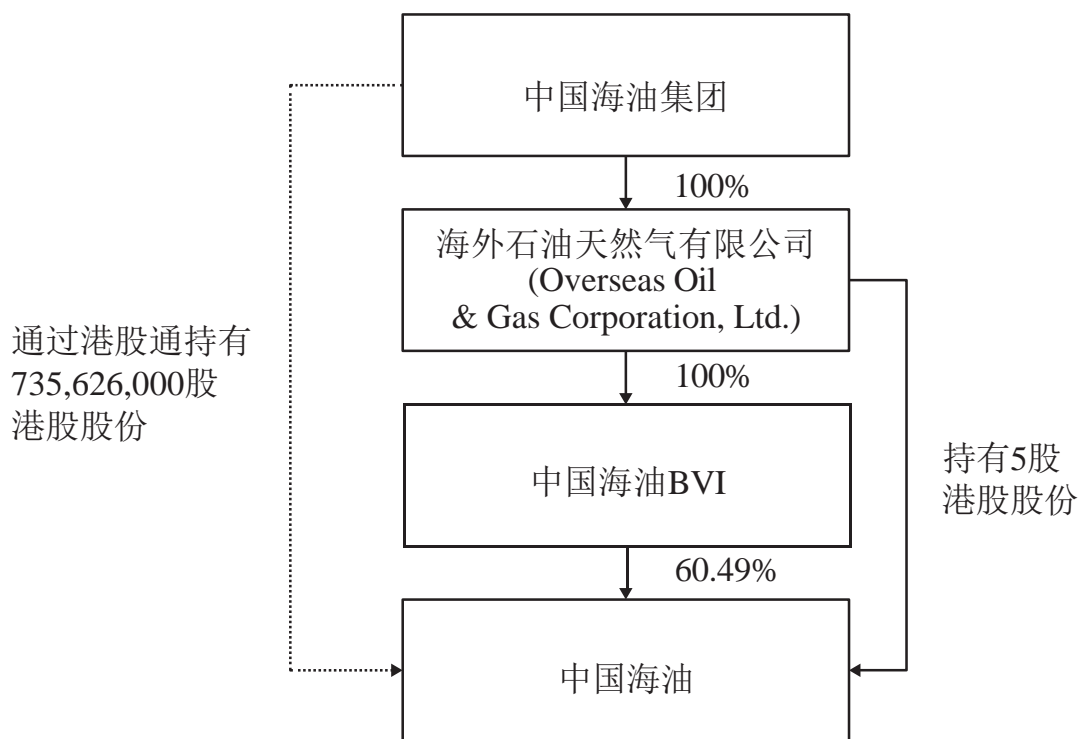 中国海油集团
100%
海外石油天然气有限公司
(Overseas Oil
& Gas Corporation, Ltd.)
通过港股通持有
735,626,000股
港股股份
100%
中国海油BVI
持有5股
港股股份
60.49%
中国海油